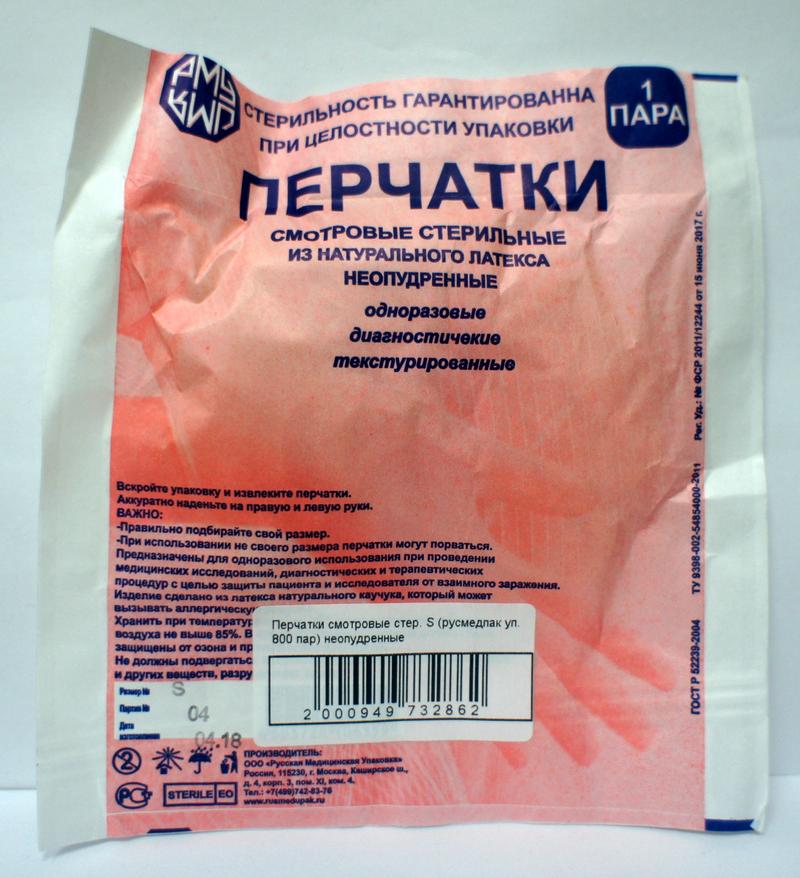 СТЕРИЛЬНОСТЬ ГАРАНТИРОВАННА
ПРИ ЦЕЛОСТНОСТИ УПАКОВКИ
1
ПАРА
ПЕРЧАТКИ
СМОТРОВЫЕ СТЕРИЛЬНЫЕ
ИЗ НАТУРАЛЬНОГО ЛАТЕКСА
НЕОПУДРЕННЫЕ
одноразовые
диагностичекие
текстурированные
Вскройте упаковку и извлеките перчатки.
Аккуратно наденьте на правую и левую руки.
ВАЖНО:
-Правильно подбирайте свой размер.
-При использовании не своего размера перчатки могут порваться.
Предназначены для одноразового использования при проведении
медицинских исследований, диагностических и терапевтических
процедур с целью защиты пациента и исследователя от взаимного заражения.
Изделие сделано из латекса натурального каучука, который может
вызывать аллергическу
Хранить при температур
воздуха не выше 85%. В
защищены от озона и пр
Не должны подвергатьс
и других веществ, разру
Перчатки смотровые стер. S (русмедпак уп.
800 пар) неопудренные
2 000949 732862
Размер № S
Партия № 04
Дата
изготовления 04.18
ПРОИЗВОДИТЕЛЬ:
ООО «Русская Медицинская Упаковка»
Россия, 115230, г. Москва, Каширское ш.,
д. 4, корп. 3, пом. XI, ком. 4.
Тел.: +7(499)742-83-76
www.rusmedupak.ru
2
РСТ
STERILE EO
ГОСТ Р 52239-2004
ТУ 9398-002-54854000-2011
Рег. Уд.: № ФСР 2011/12244 от 15 июня 2017 г.